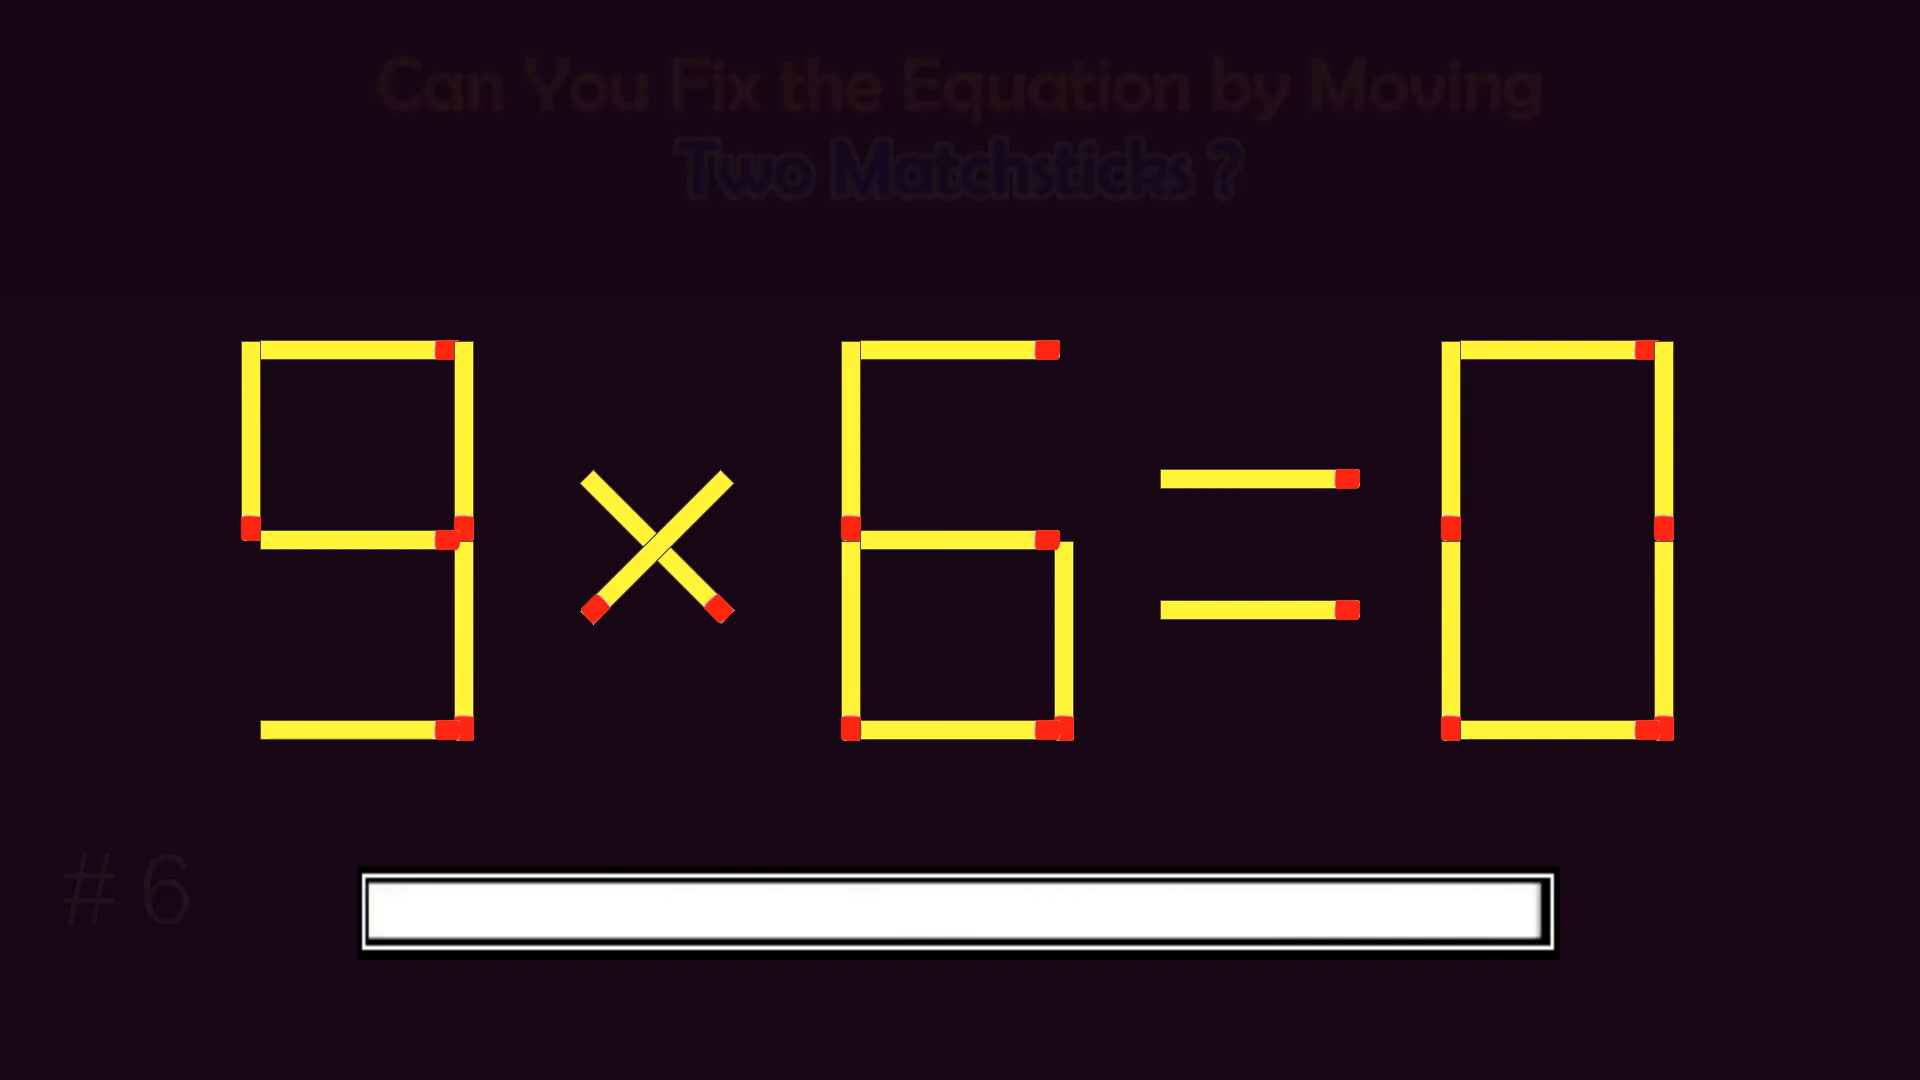 Can You Fix the Equation by Moving
Two Matchsticks ?
9 × 6 = 0
# 6